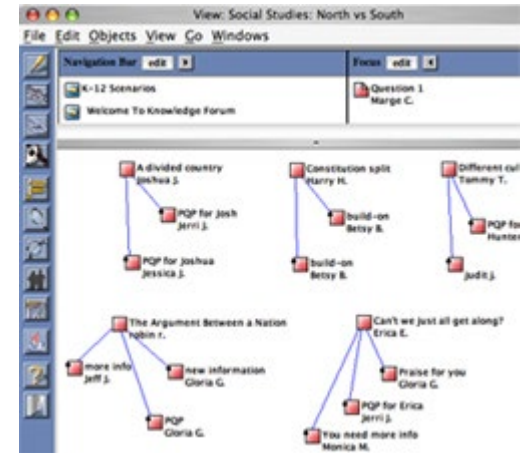 View: Social Studies: North vs South
File Edit Objects View Go Windows
Navigation Bar edit
Focus edit
K-12 Scenarios
Welcome To Knowledge Forum
Question 1
Marge C.
A divided country
Joshua J.
Constitution split
Harry H.
Different cul
Tommy T.
PQP for Josh
Jerri J.
build-on
Betsy B.
PQP fo
Hunter
PQP for Joshua
Jessica J.
build-on
Betsy B.
Judit J.
The Argument Between a Nation
robin r.
Can't we just all get along?
Erica E.
more info
Jeff J.
new information
Gloria G.
Praise for you
Gloria G.
PQP
Gloria G.
PQP for Erica
Jerri J.
You need more info
Monica M.